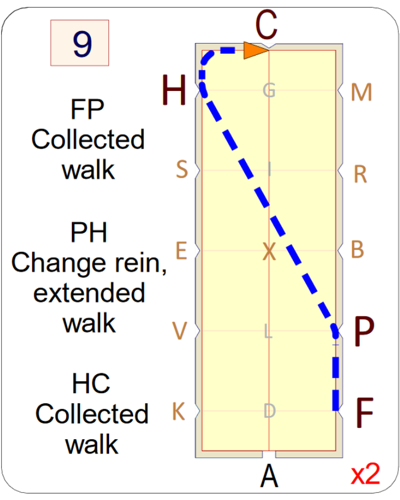 9
C
H
G
M
FP
Collected
walk
S
I
R
PH
Change rein,
extended
walk
E
X
B
V
L
P
HC
Collected
walk
K
D
F
A
x2